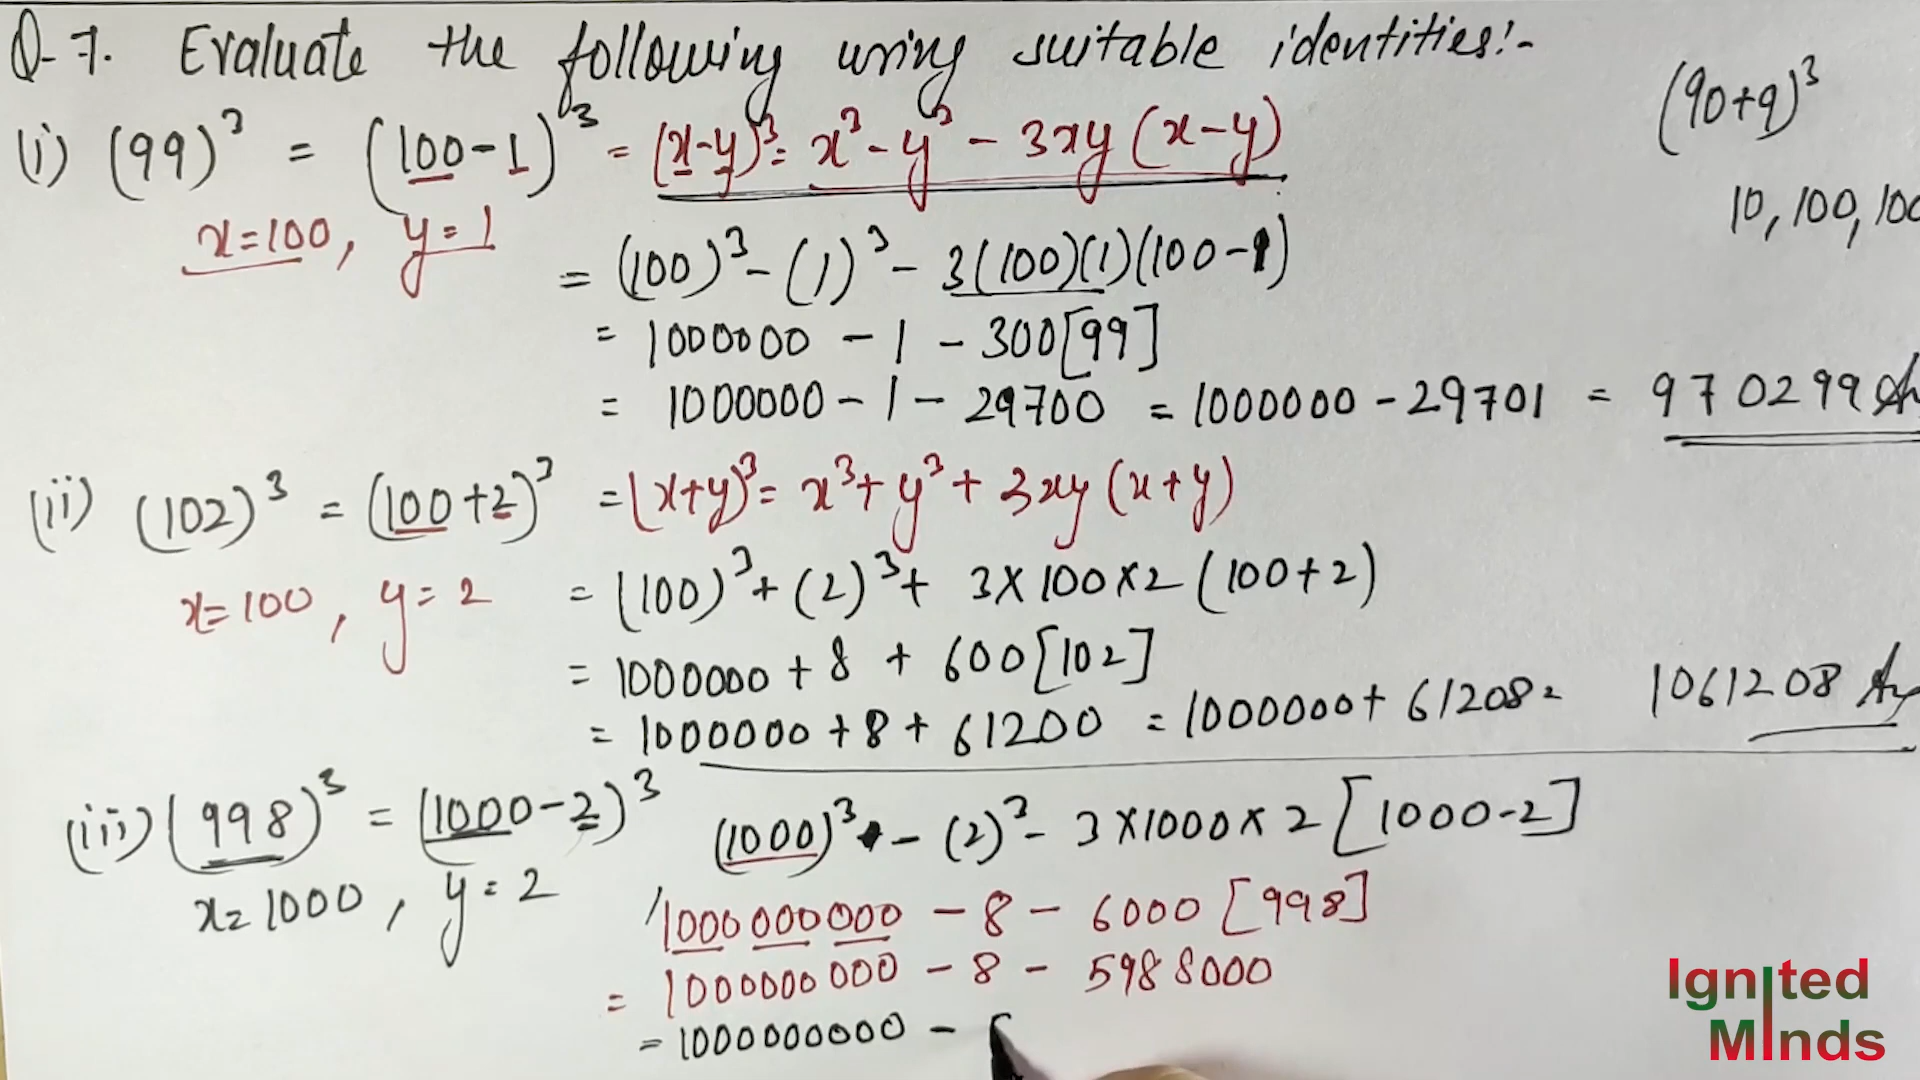 Q-7. Evaluate the following using suitable identities:-
(90+9)³
(i) (99)³ = (100-1)³ = (x-y)³= x³-y³ - 3xy (x-y)
x=100, y=1
10, 100, 100
= (100)³ - (1)³ - 3(100)(1)(100-1)
= 1000000 - 1 - 300[99]
= 1000000 - 1 - 29700 = 1000000 - 29701 = 970299 An
(ii) (102)³ = (100+2)³ = (x+y)³= x³+y³+ 3xy (x+y)
x=100, y=2
= (100)³+(2)³+ 3×100×2 (100+2)
= 1000000 + 8 + 600[102]
= 1000000 + 8 + 61200 = 1000000 + 61208 = 1061208 Ans
(iii) (998)³ = (1000-2)³ (1000)³ - (2)³ - 3×1000×2 [1000-2]
x=1000, y=2
1000000000 - 8 - 6000 [998]
= 1000000000 - 8 - 5988000
= 1000000000 -
Ignited
Minds